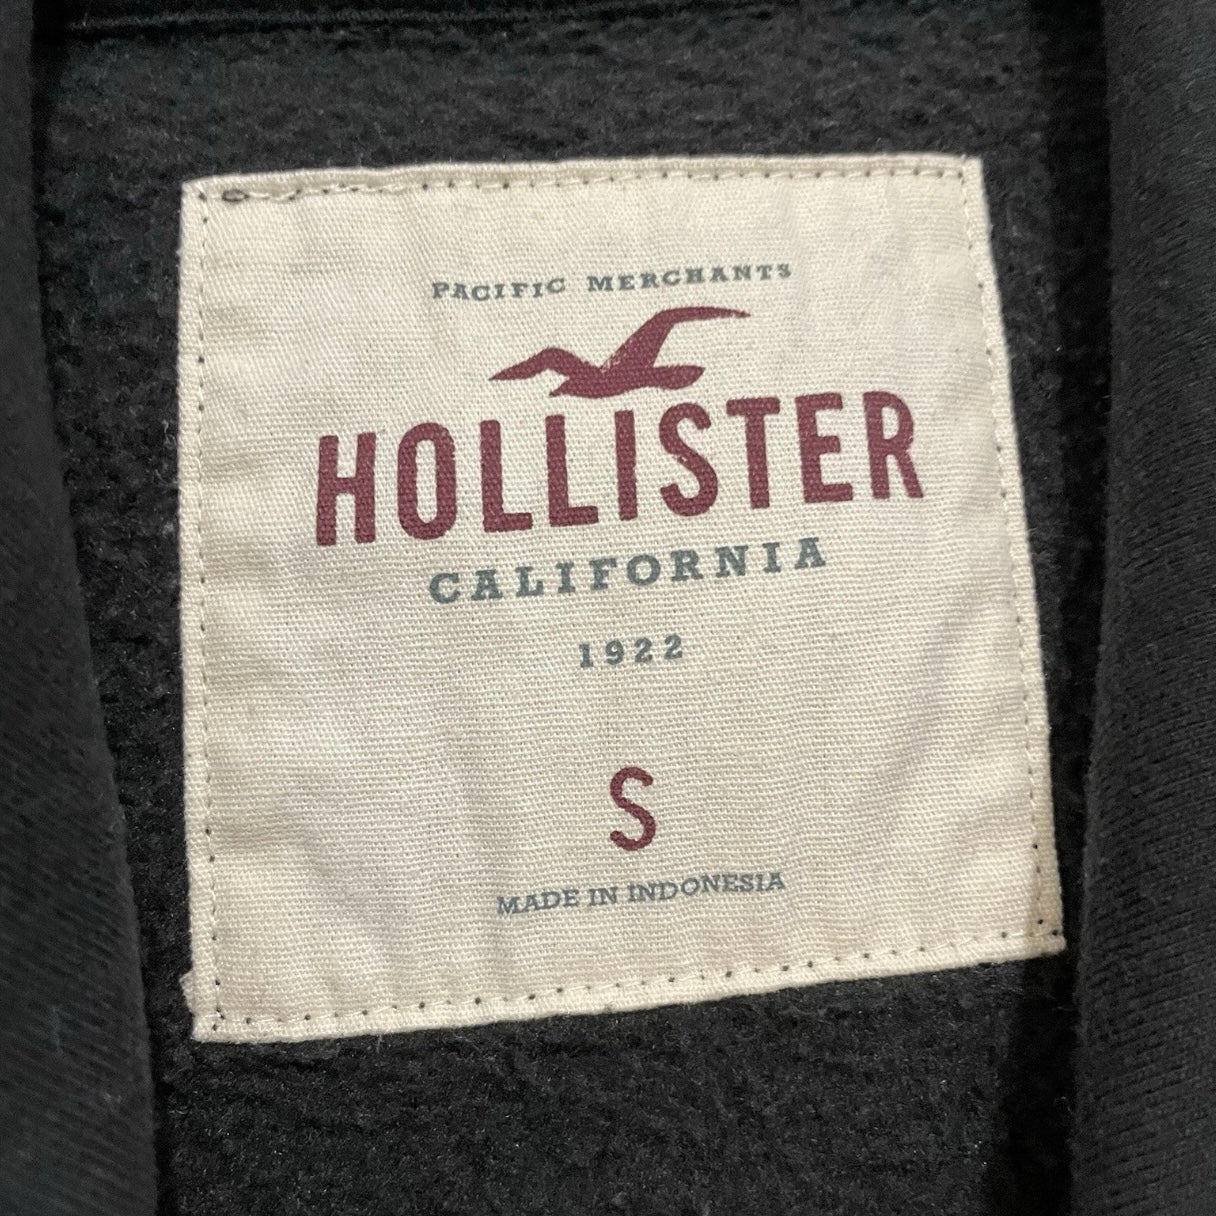 PACIFIC MERCHANTS
HOLLISTER
CALIFORNIA
1922
S
MADE IN INDONESIA